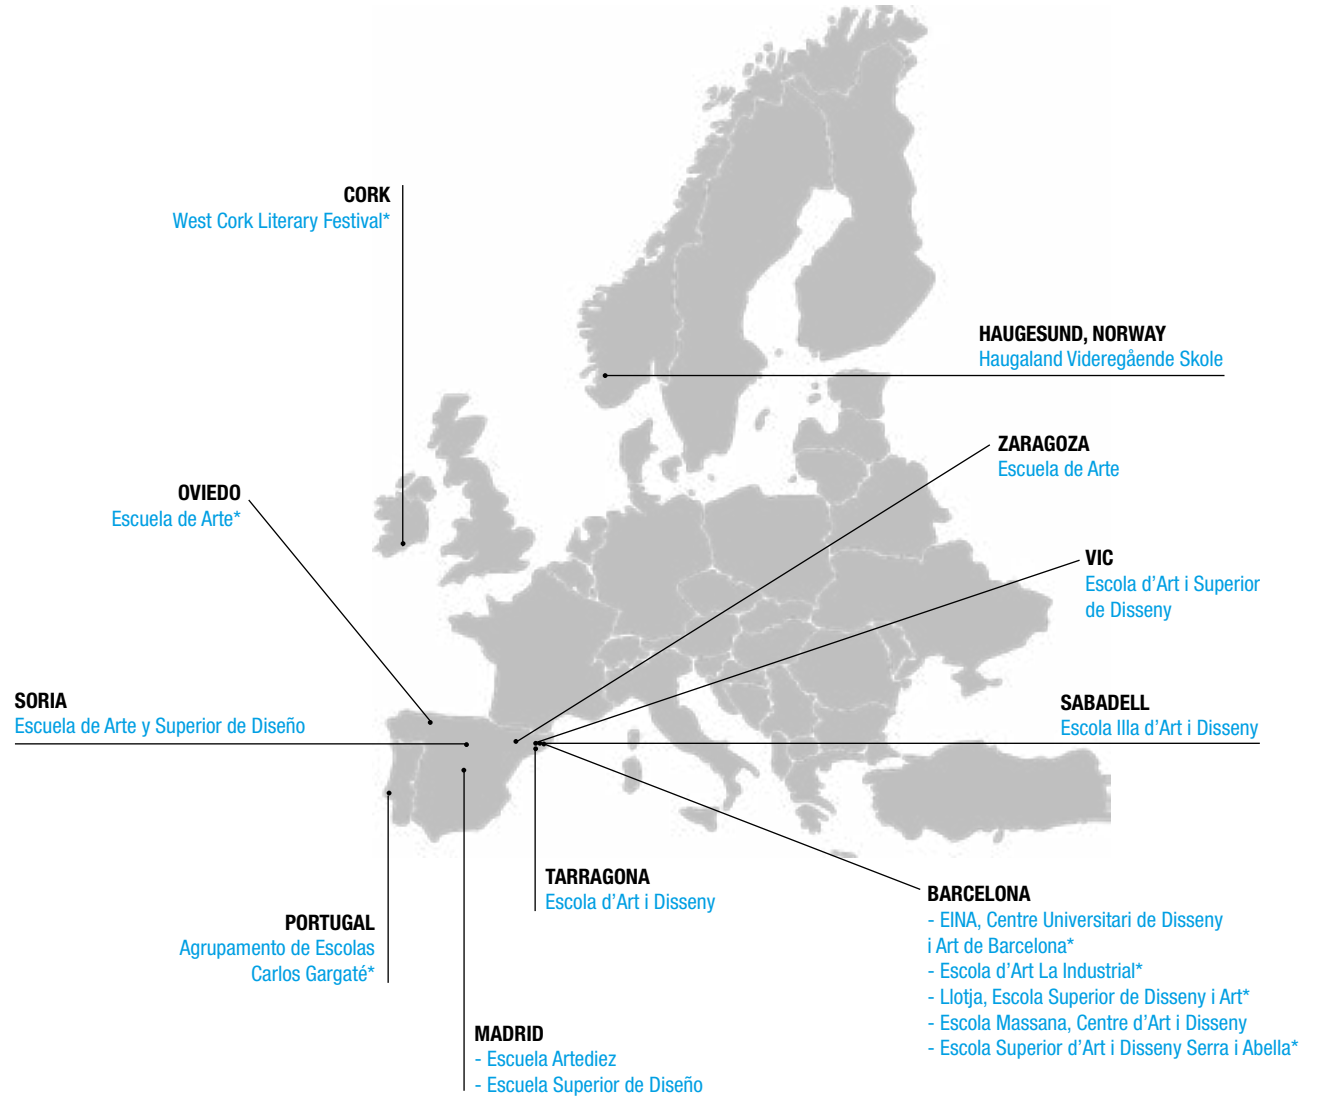 CORK
West Cork Literary Festival*
HAUGESUND, NORWAY
Haugaland Videregående Skole
ZARAGOZA
Escuela de Arte
OVIEDO
Escuela de Arte*
VIC
Escola d’Art i Superior
de Disseny
SORIA
Escuela de Arte y Superior de Diseño
SABADELL
Escola Illa d’Art i Disseny
TARRAGONA
Escola d’Art i Disseny
BARCELONA
- EINA, Centre Universitari de Disseny
i Art de Barcelona*
- Escola d’Art La Industrial*
- Llotja, Escola Superior de Disseny i Art*
- Escola Massana, Centre d’Art i Disseny
- Escola Superior d’Art i Disseny Serra i Abella*
PORTUGAL
Agrupamento de Escolas
Carlos Gargaté*
MADRID
- Escuela Artediez
- Escuela Superior de Diseño